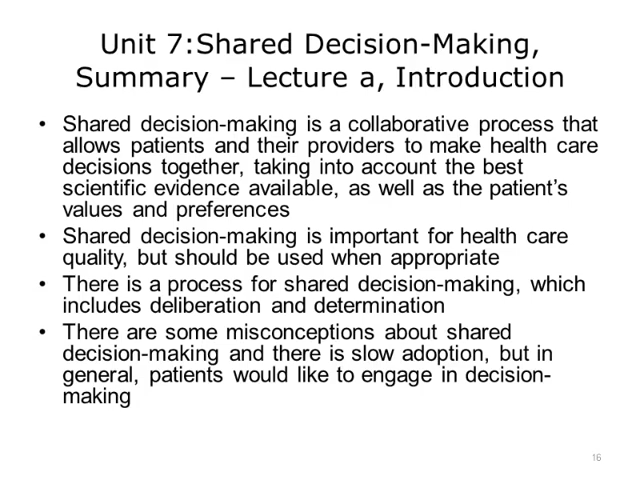 Unit 7:Shared Decision-Making,
Summary – Lecture a, Introduction
• Shared decision-making is a collaborative process that
allows patients and their providers to make health care
decisions together, taking into account the best
scientific evidence available, as well as the patient's
values and preferences
• Shared decision-making is important for health care
quality, but should be used when appropriate
• There is a process for shared decision-making, which
includes deliberation and determination
• There are some misconceptions about shared
decision-making and there is slow adoption, but in
general, patients would like to engage in decision-
making
16